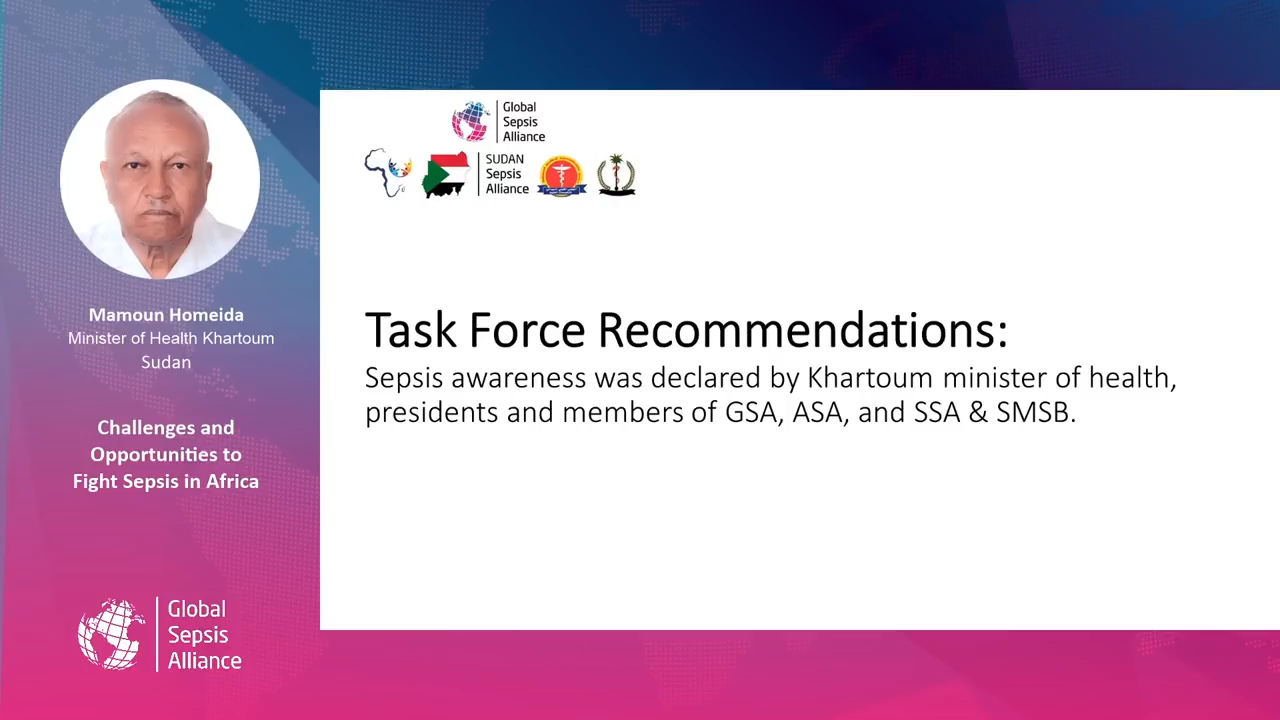 Mamoun Homeida
Minister of Health Khartoum
Sudan
Challenges and
Opportunities to
Fight Sepsis in Africa
Global
Sepsis
Alliance
Global
Sepsis
Alliance
SUDAN
Sepsis
Alliance
Task Force Recommendations:
Sepsis awareness was declared by Khartoum minister of health,
presidents and members of GSA, ASA, and SSA & SMSB.